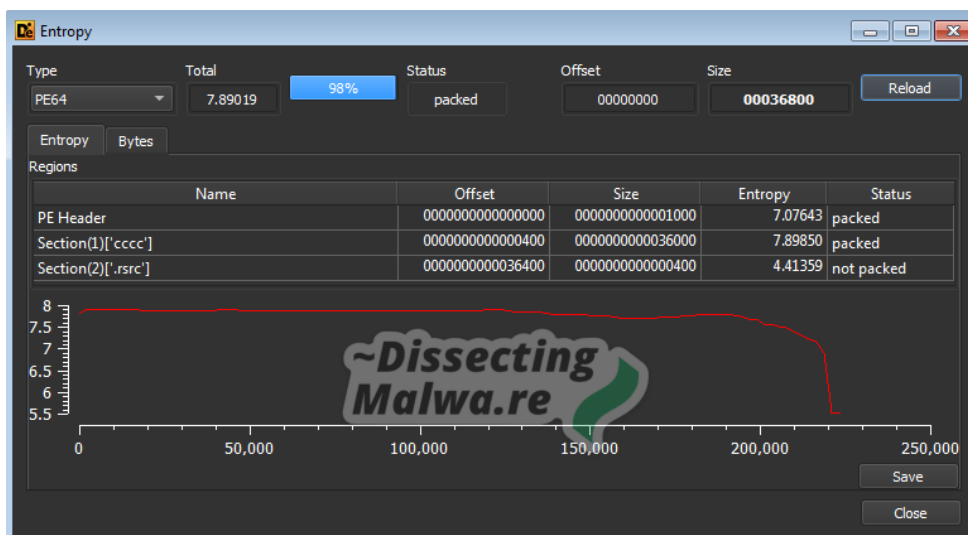 Entropy
Type Total Status Offset Size
PE64 7.89019 98% packed 00000000 00036800 Reload
Entropy Bytes
Regions
Name Offset Size Entropy Status
PE Header 0000000000000000 0000000000001000 7.07643 packed
Section(1)['cccc'] 0000000000000400 0000000000036000 7.89850 packed
Section(2)['.rsrc'] 0000000000036400 0000000000000400 4.41359 not packed
8
7.5
7
6.5
6
5.5
~Dissecting
Malwa.re
0 50,000 100,000 150,000 200,000 250,000
Save
Close